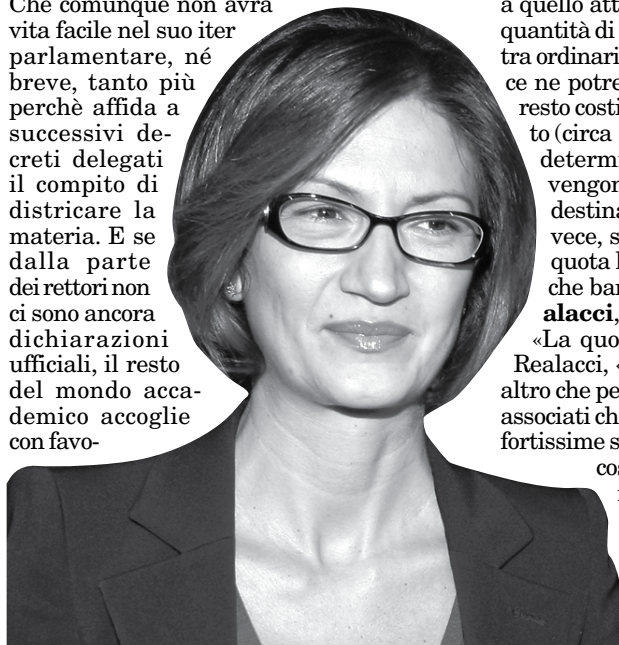 Che comunque non avrà
vita facile nel suo iter
parlamentare, né
breve, tanto più
perchè affida a
successivi de-
creti delegati
il compito di
districare la
materia. E se
dalla parte
dei rettori non
ci sono ancora
dichiarazioni
ufficiali, il resto
del mondo acca-
demico accoglie
con favo-
a quello att
quantità di
tra ordinari
ce ne potre
resto costi
to (circa
determ
vengon
destina
vece, s
quota l
che bar
alacci,
«La quo
Realacci, «
altro che pe
associati ch
fortissime s
cos